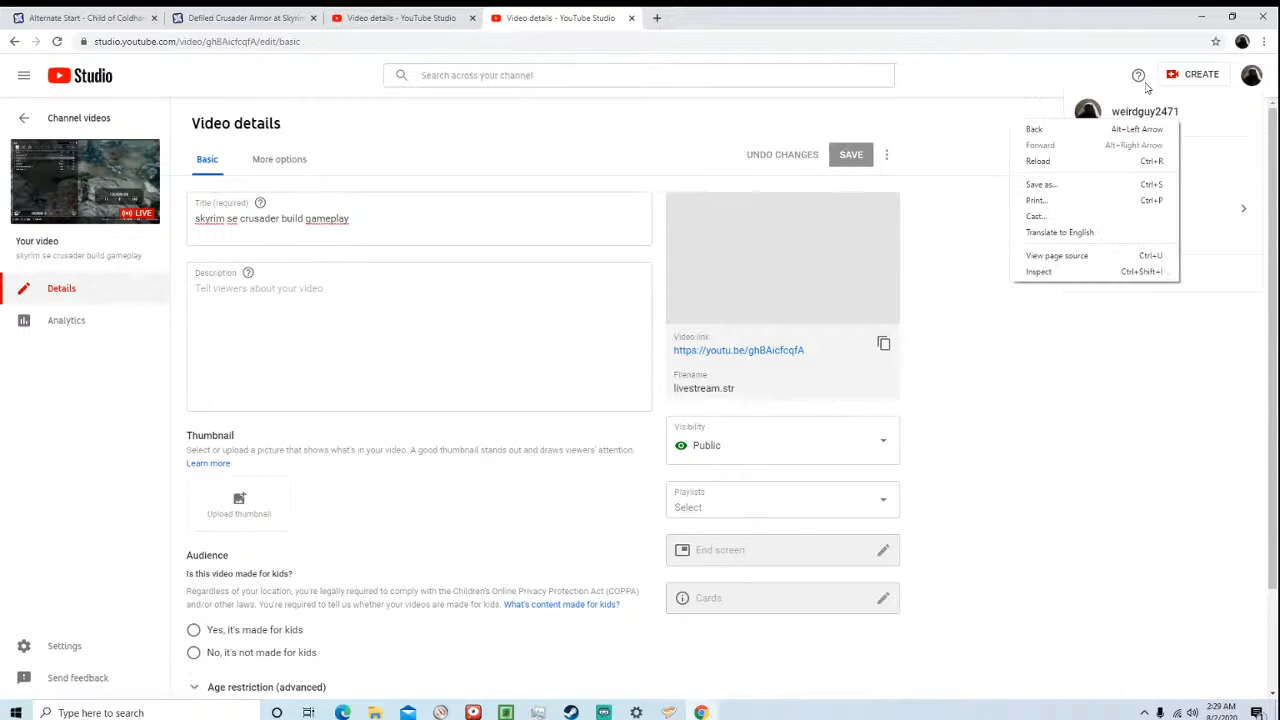 Alternate Start - Child of Coldha
Defiled Crusader Armor at Skyrim
Video details - YouTube Studio
Video details - YouTube Studio
studio.youtube.com/video/ghBAicfcqfA/edit/basic
Studio
Search across your channel
CREATE
weirdguy2471
Channel videos
Video details
Back Alt+Left Arrow
Forward Alt+Right Arrow
Reload Ctrl+R
Save as... Ctrl+S
Print... Ctrl+P
Cast...
Translate to English
View page source Ctrl+U
Inspect Ctrl+Shift+I
Basic
More options
UNDO CHANGES
SAVE
LIVE
Your video
skyrim se crusader build gameplay
Details
Analytics
Title (required)
skyrim se crusader build gameplay
Description
Tell viewers about your video
Video link
https://youtu.be/ghBAicfcqfA
Filename
livestream.str
Visibility
Public
Playlists
Select
End screen
Cards
Thumbnail
Select or upload a picture that shows what's in your video. A good thumbnail stands out and draws viewers' attention.
Learn more
Upload thumbnail
Audience
Is this video made for kids?
Regardless of your location, you're legally required to comply with the Children's Online Privacy Protection Act (COPPA)
and/or other laws. You're required to tell us whether your videos are made for kids. What's content made for kids?
Yes, it's made for kids
No, it's not made for kids
Age restriction (advanced)
Settings
Send feedback
Type here to search
2:29 AM
8/2/2020